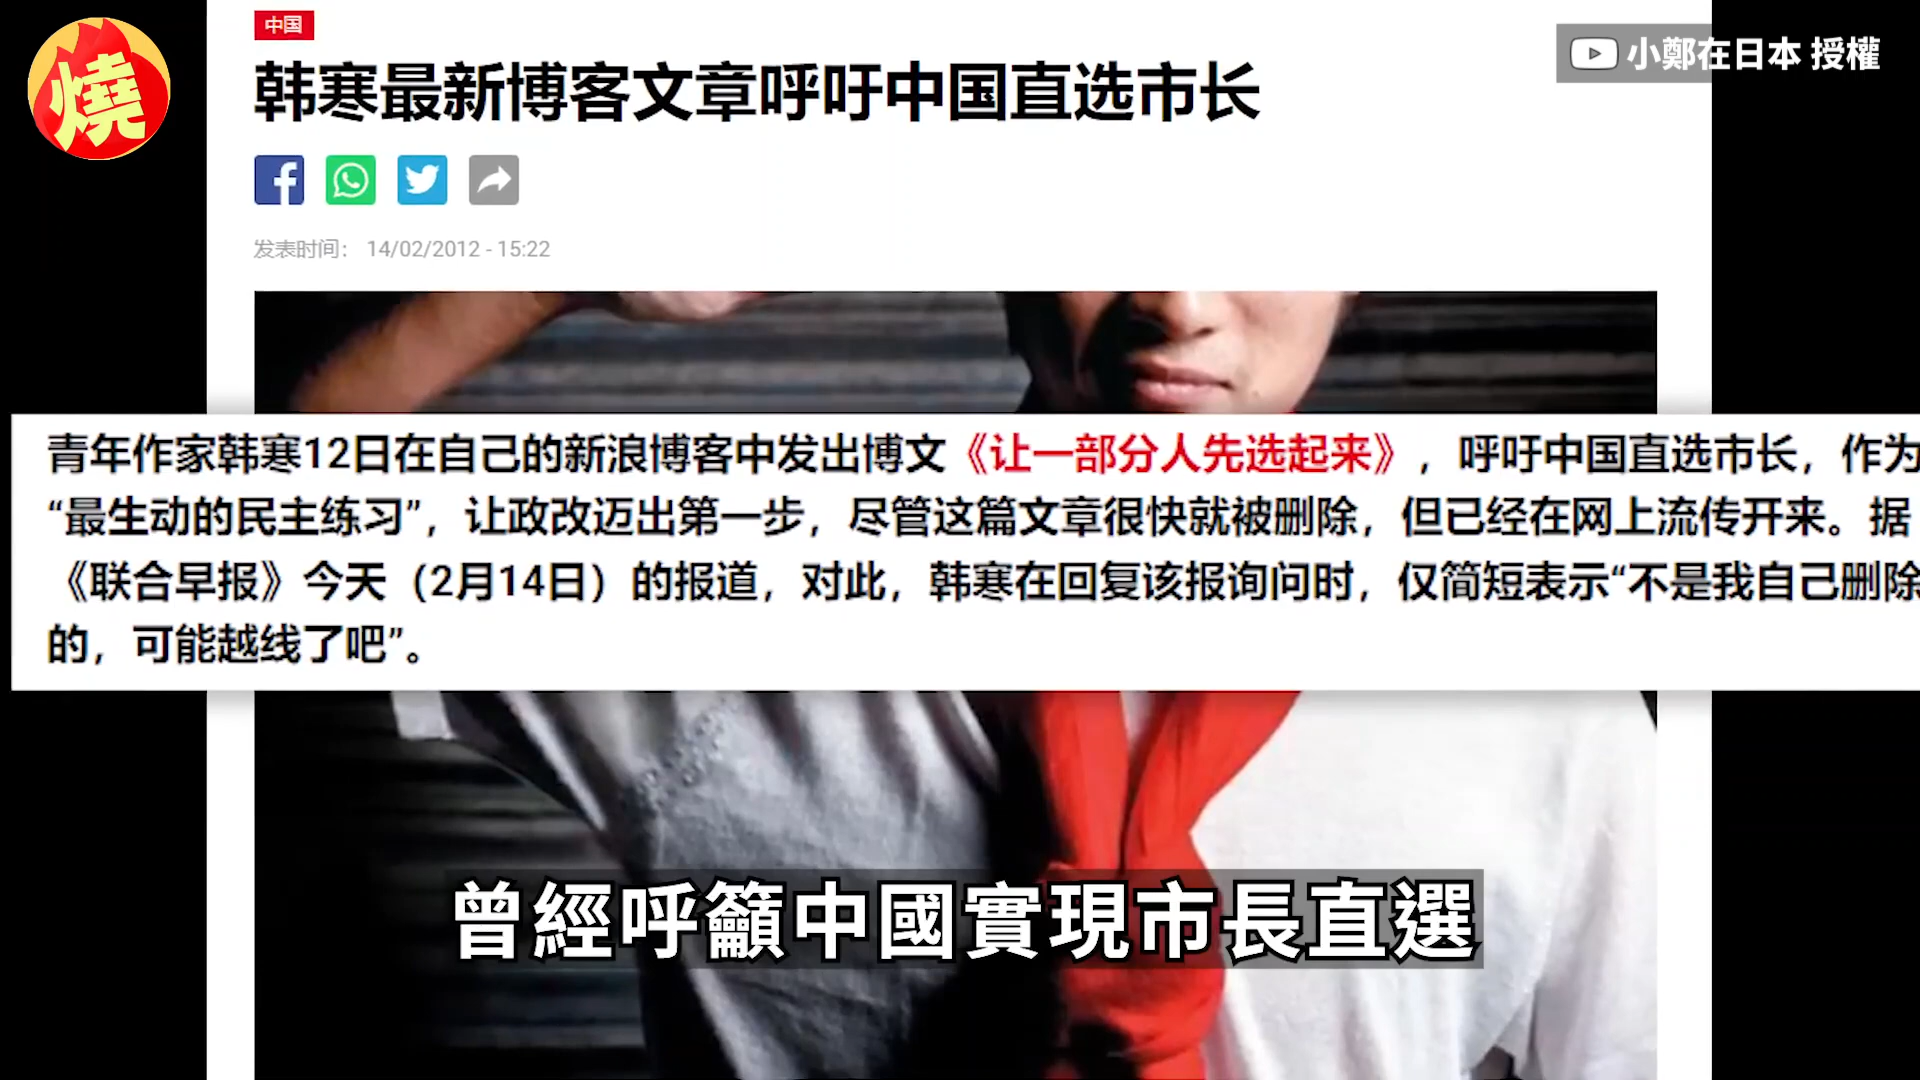 燒
中国
小鄭在日本 授權
韩寒最新博客文章呼吁中国直选市长
发表时间： 14/02/2012 - 15:22
青年作家韩寒12日在自己的新浪博客中发出博文《让一部分人先选起来》，呼吁中国直选市长，作为
“最生动的民主练习”，让政改迈出第一步，尽管这篇文章很快就被删除，但已经在网上流传开来。据
《联合早报》今天（2月14日）的报道，对此，韩寒在回复该报询问时，仅简短表示“不是我自己删除
的，可能越线了吧”。
曾經呼籲中國實現市長直選